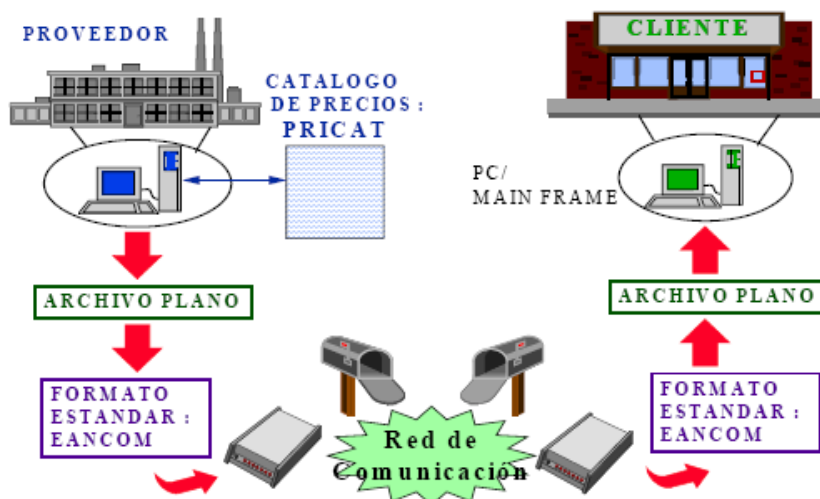 PROVEEDOR
CATALOGO
DE PRECIOS :
PRICAT
CLIENTE
PC/
MAIN FRAME
ARCHIVO PLANO
ARCHIVO PLANO
FORMATO
ESTANDAR :
EANCOM
FORMATO
ESTANDAR :
EANCOM
Red de
Comunicación